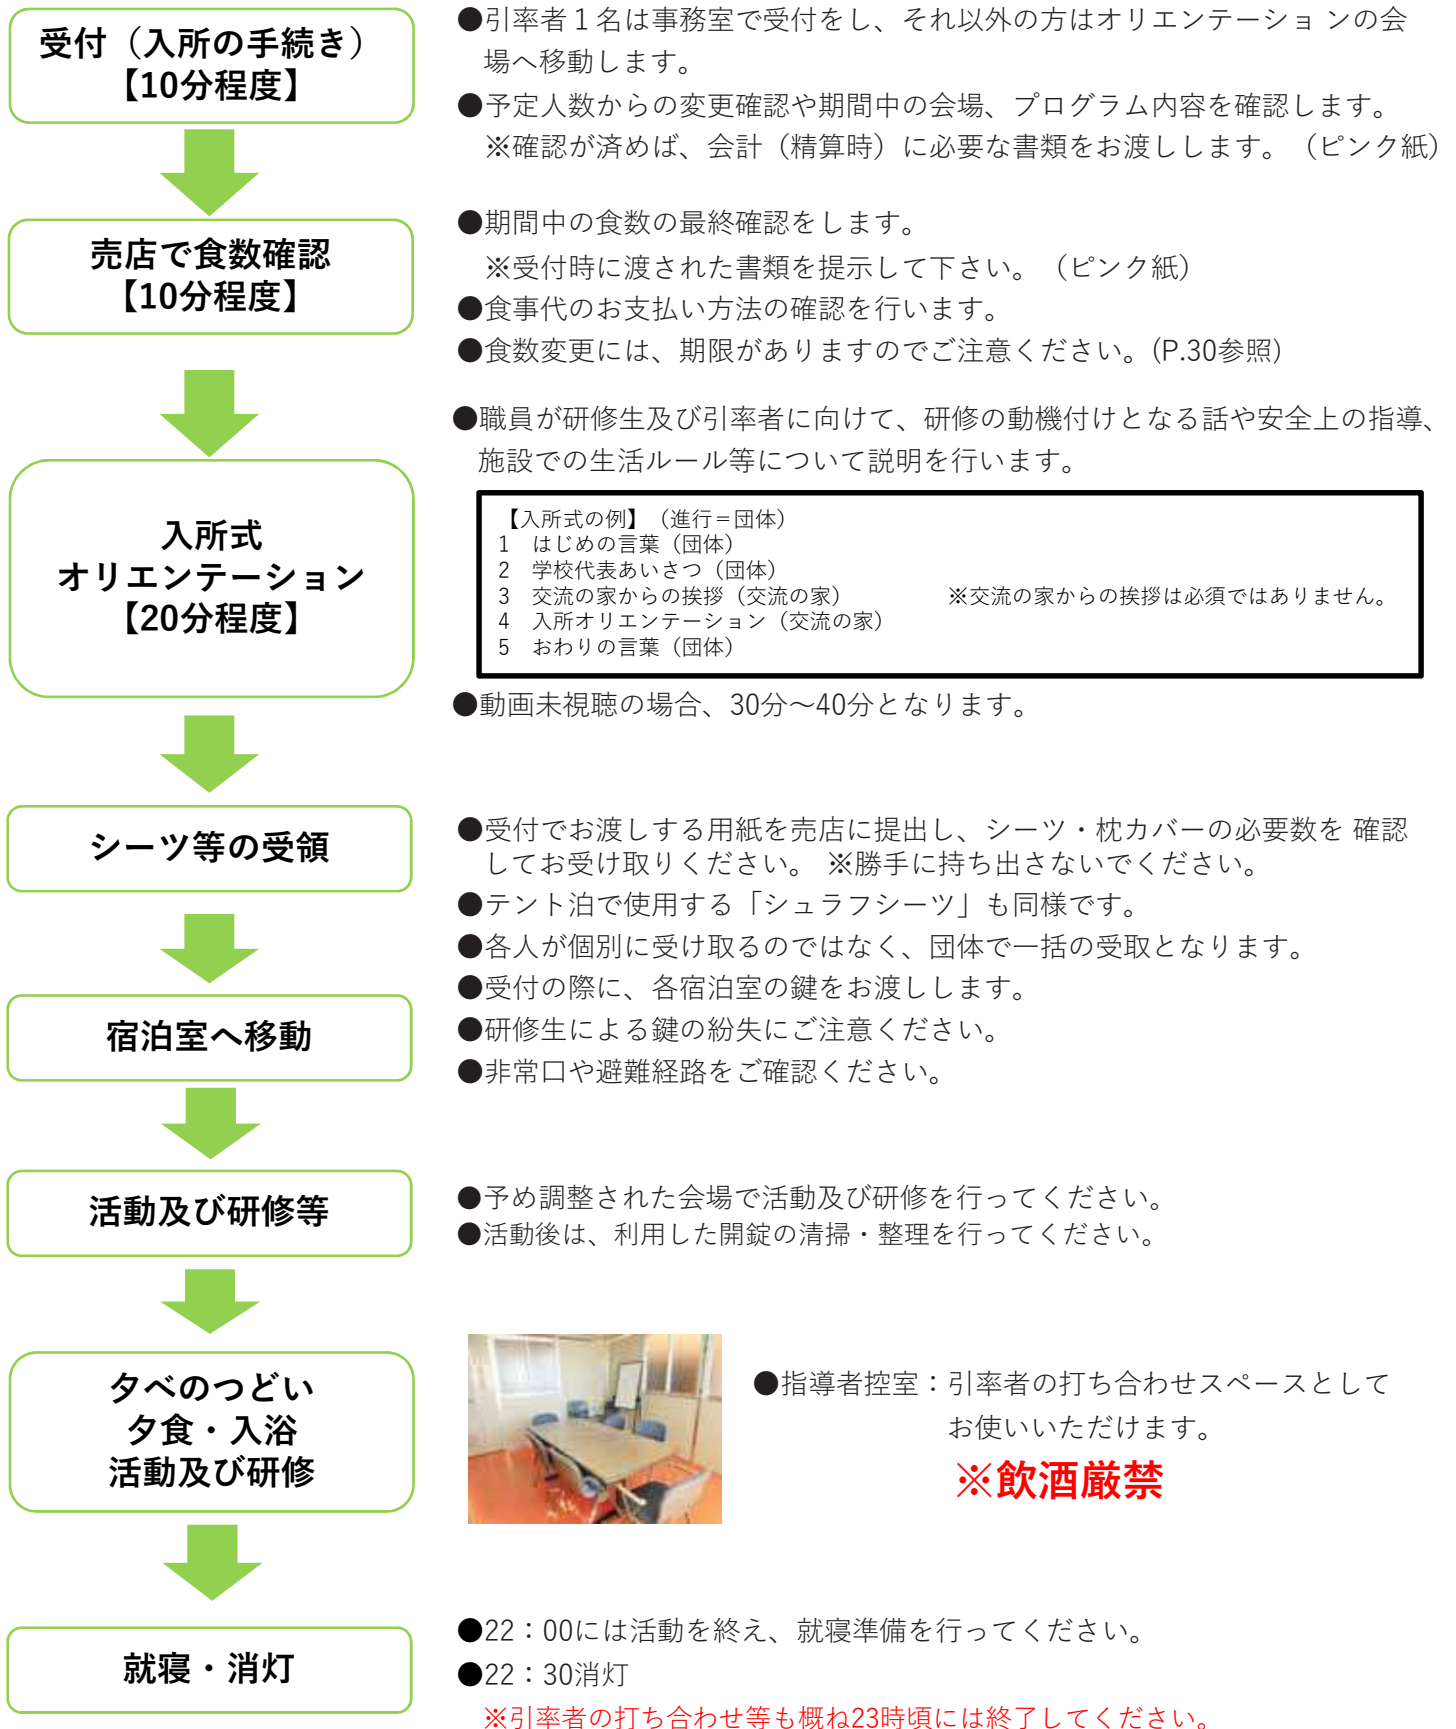 受付（入所の手続き）
【10分程度】
●引率者１名は事務室で受付をし、それ以外の方はオリエンテーションの会
場へ移動します。
●予定人数からの変更確認や期間中の会場、プログラム内容を確認します。
※確認が済めば、会計（精算時）に必要な書類をお渡しします。（ピンク紙）
売店で食数確認
【10分程度】
●期間中の食数の最終確認をします。
※受付時に渡された書類を提示して下さい。（ピンク紙）
●食事代のお支払い方法の確認を行います。
●食数変更には、期限がありますのでご注意ください。(P.30参照)
入所式
オリエンテーション
【20分程度】
●職員が研修生及び引率者に向けて、研修の動機付けとなる話や安全上の指導、
施設での生活ルール等について説明を行います。
【入所式の例】（進行＝団体）
1　はじめの言葉（団体）
2　学校代表あいさつ（団体）
3　交流の家からの挨拶（交流の家）　※交流の家からの挨拶は必須ではありません。
4　入所オリエンテーション（交流の家）
5　おわりの言葉（団体）
●動画未視聴の場合、30分～40分となります。
シーツ等の受領
●受付でお渡しする用紙を売店に提出し、シーツ・枕カバーの必要数を 確認
してお受け取りください。 ※勝手に持ち出さないでください。
●テント泊で使用する「シュラフシーツ」も同様です。
●各人が個別に受け取るのではなく、団体で一括の受取となります。
宿泊室へ移動
●受付の際に、各宿泊室の鍵をお渡しします。
●研修生による鍵の紛失にご注意ください。
●非常口や避難経路をご確認ください。
活動及び研修等
●予め調整された会場で活動及び研修を行ってください。
●活動後は、利用した開錠の清掃・整理を行ってください。
夕べのつどい
夕食・入浴
活動及び研修
●指導者控室：引率者の打ち合わせスペースとして
お使いいただけます。
※飲酒厳禁
就寝・消灯
●22：00には活動を終え、就寝準備を行ってください。
●22：30消灯
※引率者の打ち合わせ等も概ね23時頃には終了してください。